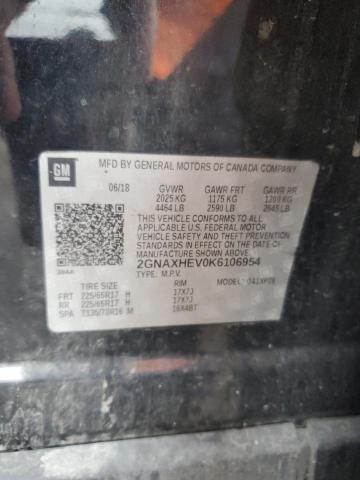 GM
MFD BY GENERAL MOTORS OF CANADA COMPANY
06/18 GVWR GAWR FRT GAWR RR
2025 KG 1175 KG 1200 KG
4464 LB 2590 LB 2645 LB
THIS VEHICLE CONFORMS TO ALL
APPLICABLE U.S. FEDERAL MOTOR
VEHICLE SAFETY AND THEFT PREVENTION
STANDARDS IN EFFECT ON THE DATE OF
MANUFACTURE SHOWN ABOVE.
2GNAXHEV0K6106954
TYPE: M.P.V. MODEL:
TIRE SIZE RIM
FRT 225/65R17 H 17X7J
RR 225/65R17 H 17X7J
SPA T135/70R16 M 16X4BT